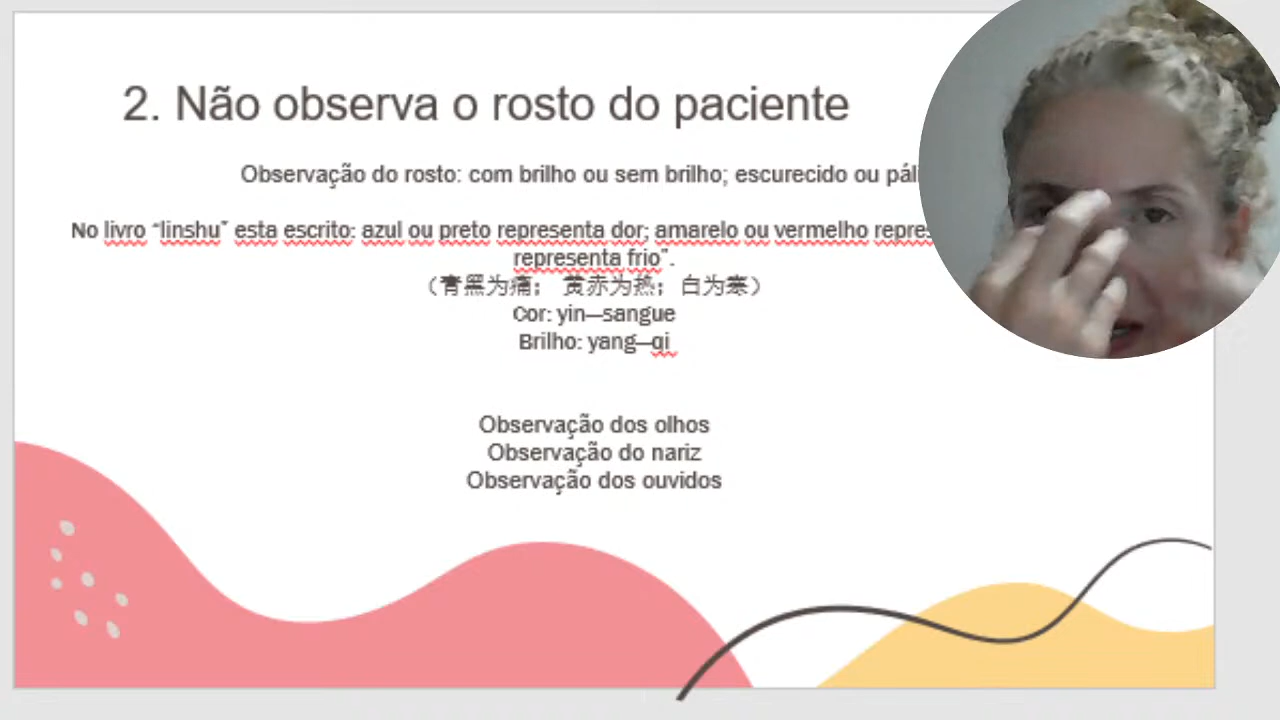 2. Não observa o rosto do paciente
Observação do rosto: com brilho ou sem brilho; escurecido ou
No livro “linshu” esta escrito: azul ou preto representa dor; amarelo ou vermelho
representa frio”.
（青黑为痛； 黄赤为热；白为寒）
Cor: yin—sangue
Brilho: yang—qi
Observação dos olhos
Observação do nariz
Observação dos ouvidos